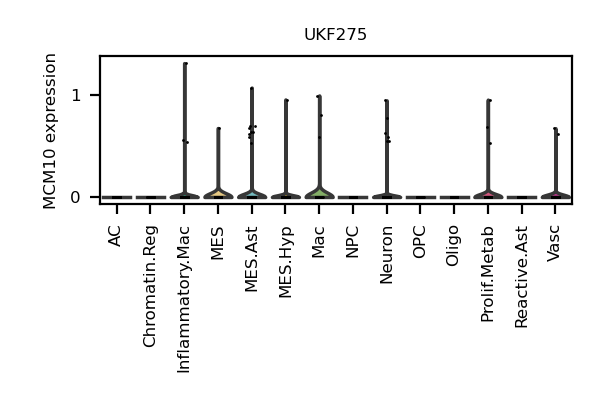 UKF275
MCM10 expression
1
0
AC
Chromatin.Reg
Inflammatory.Mac
MES
MES.Ast
MES.Hyp
Mac
NPC
Neuron
OPC
Oligo
Prolif.Metab
Reactive.Ast
Vasc